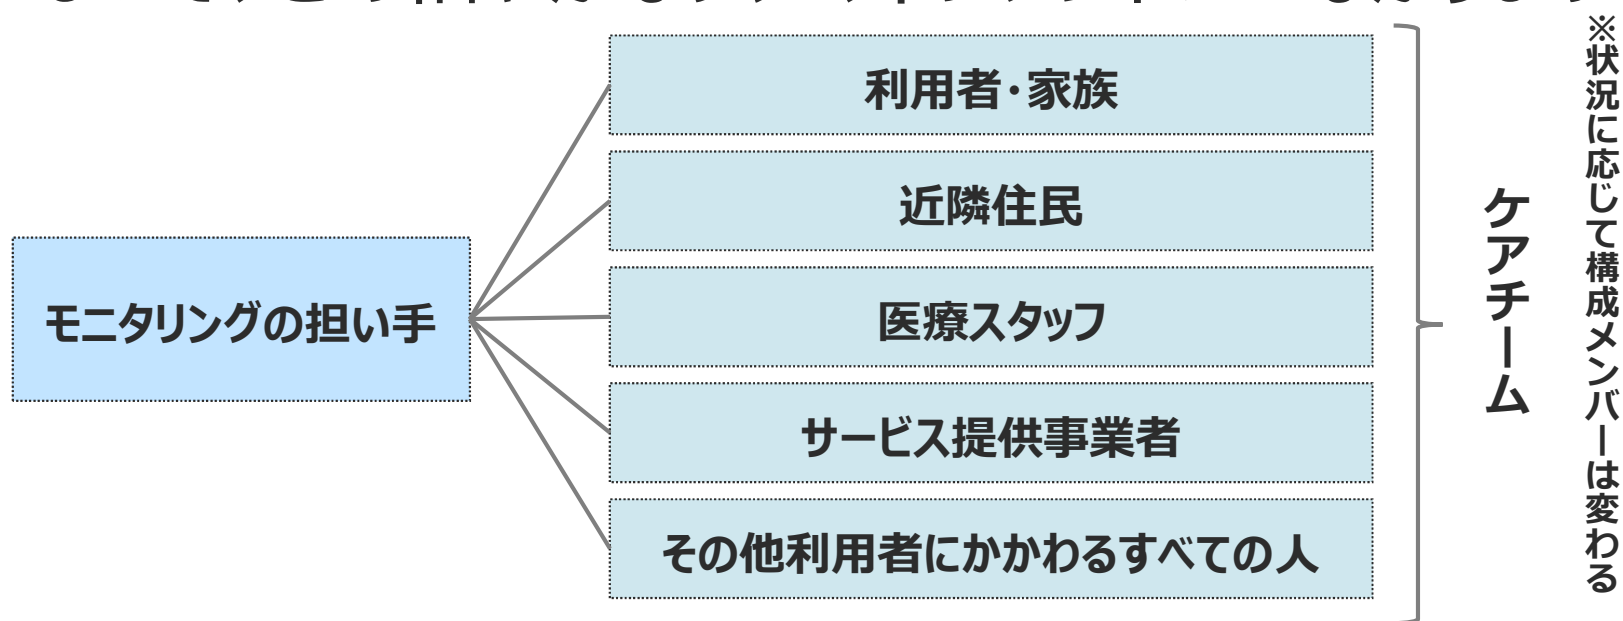 モニタリングの担い手
利用者・家族
近隣住民
医療スタッフ
サービス提供事業者
その他利用者にかかわるすべての人
ケアチーム
※状況に応じて構成メンバーは変わる